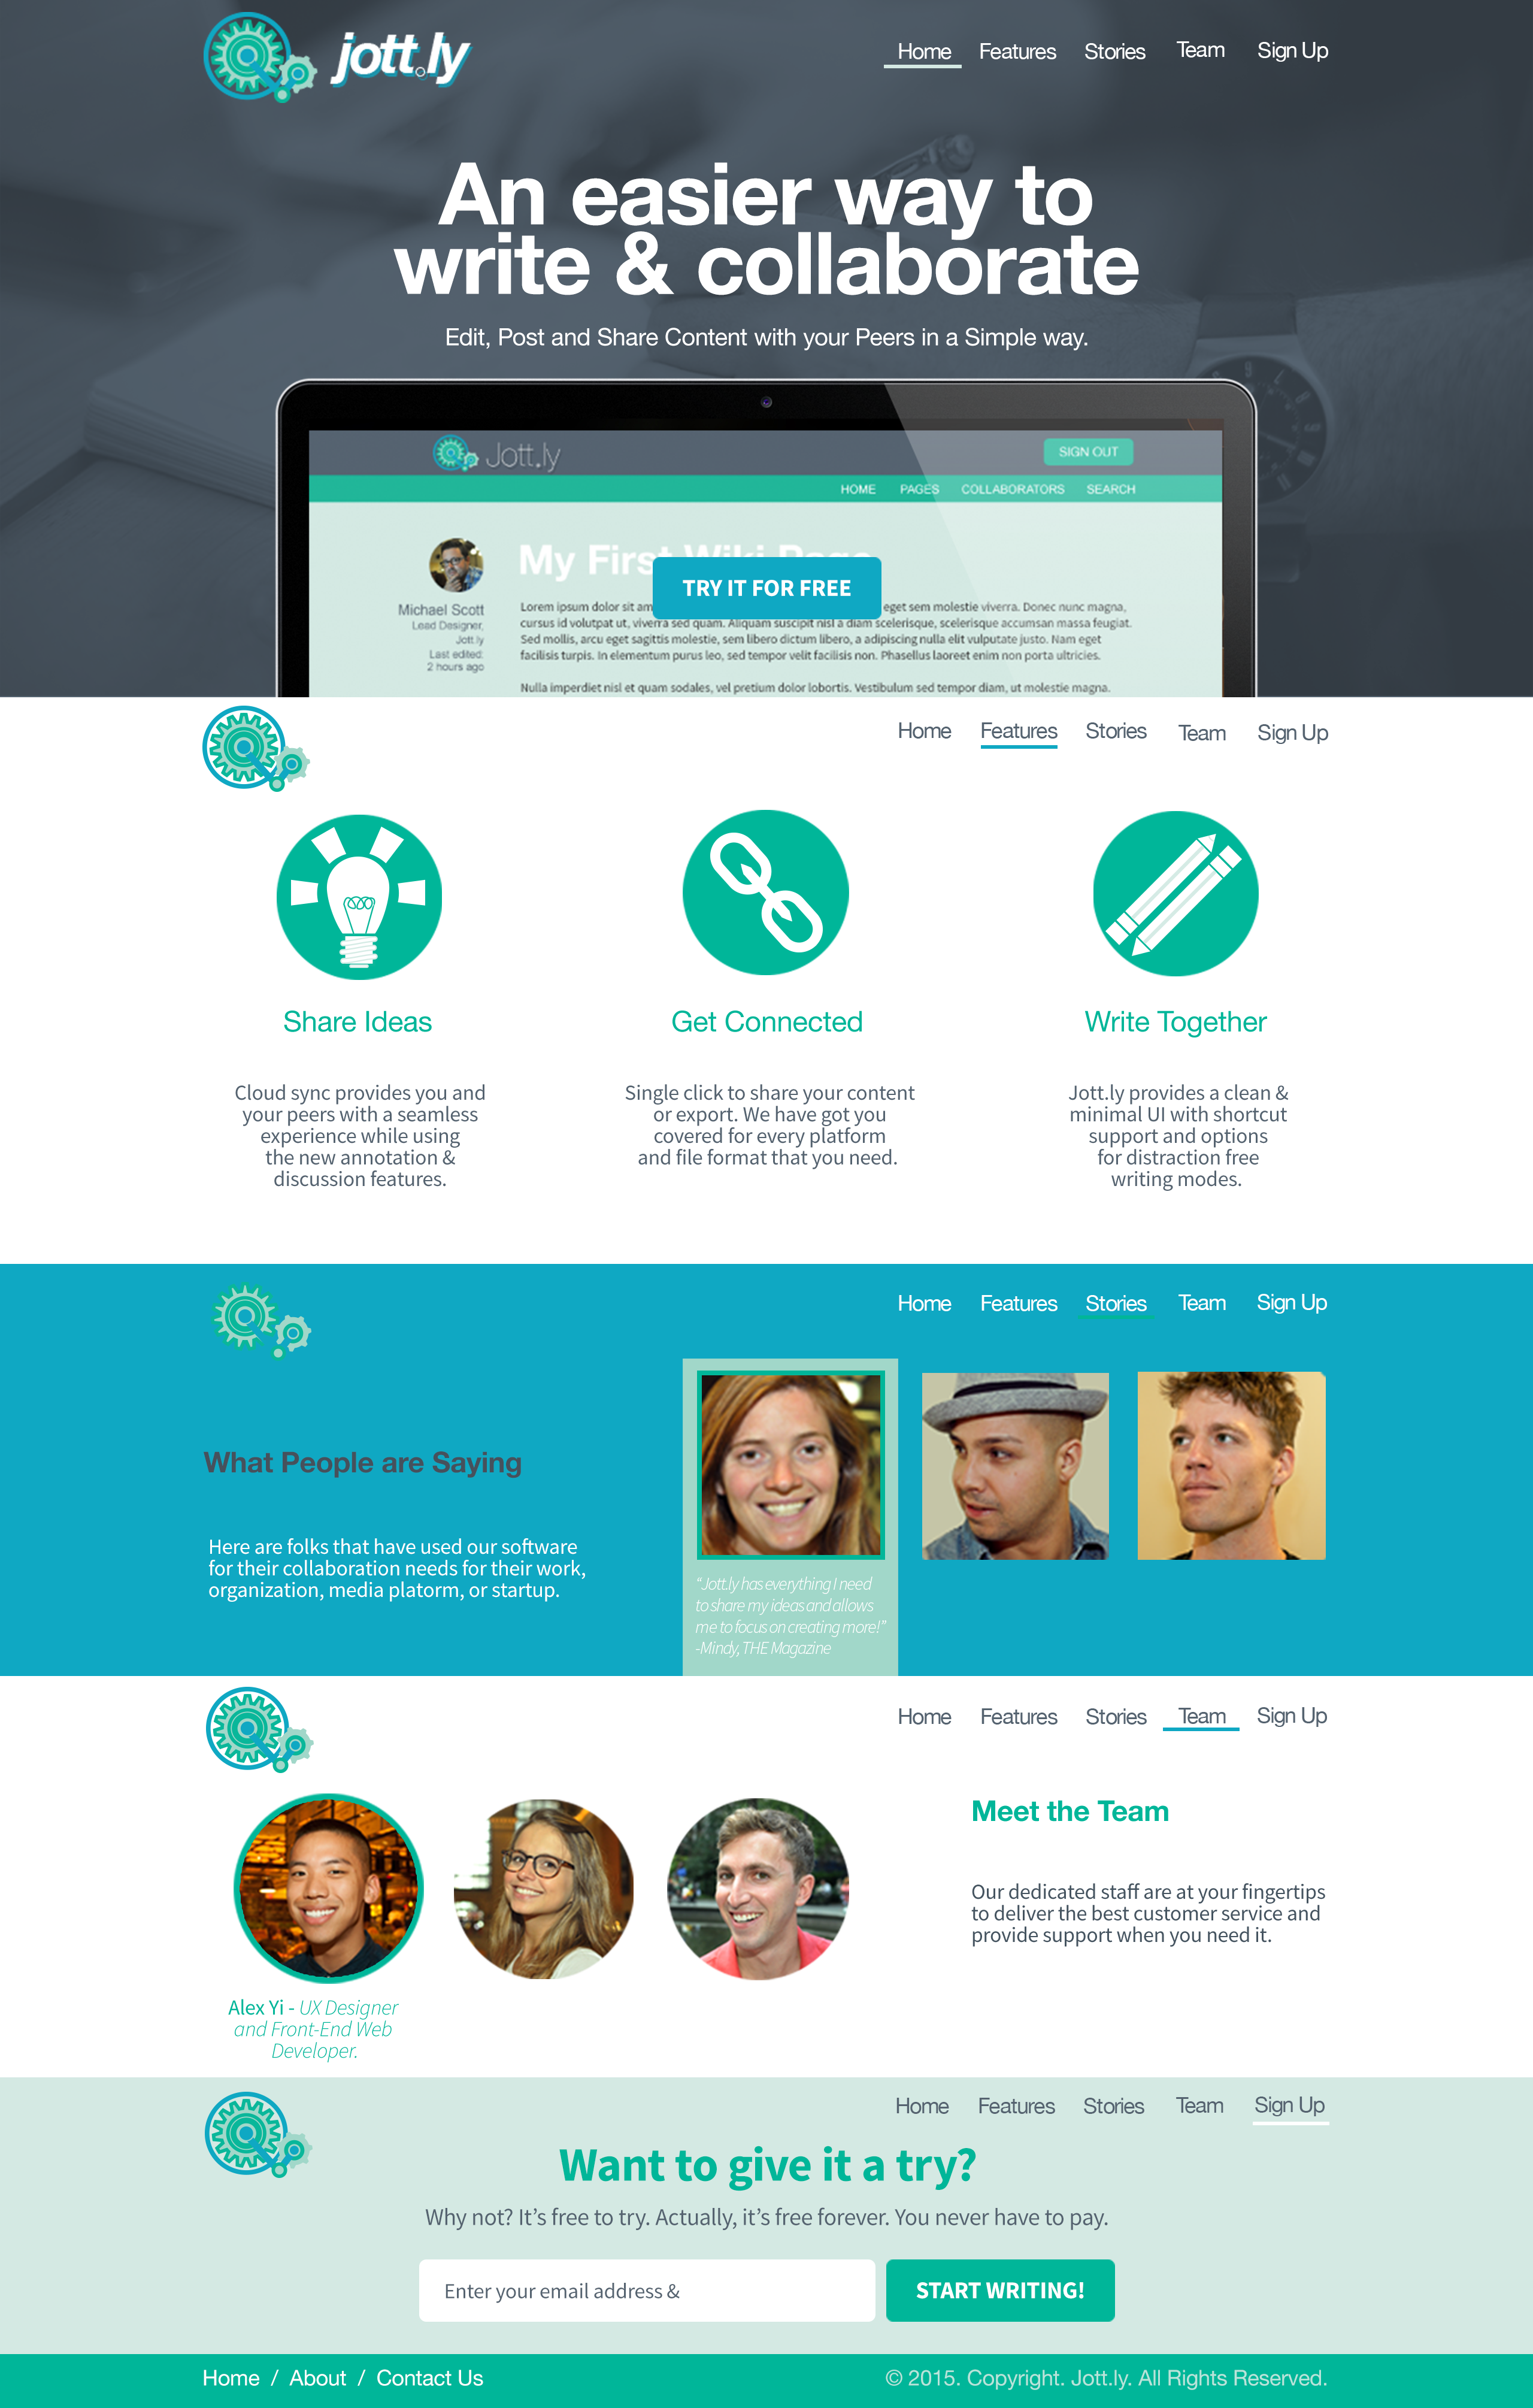 jott.ly
Home Features Stories Team Sign Up
An easier way to
write & collaborate
Edit, Post and Share Content with your Peers in a Simple way.
Jott.ly
SIGN OUT
HOME PAGES COLLABORATORS SEARCH
My First Wiki Page
TRY IT FOR FREE
Michael Scott
Lead Designer,
Jott.ly
Last edited:
2 hours ago
Lorem ipsum dolor sit am eget sem molestie viverra. Donec nunc magna,
cursus id volutpat ut, viverra sed quam. Aliquam suscipit nisl a diam scelerisque, scelerisque accumsan massa feugiat.
Sed mollis, arcu eget sagittis molestie, sem libero dictum libero, a adipiscing nulla elit vulputate justo. Nam eget
facilisis turpis. In elementum purus leo, sed tempor velit facilisis non. Phasellus laoreet enim non porta ultricies.
Nulla imperdiet nisl et quam sodales, vel pretium dolor lobortis. Vestibulum sed tempor diam, ut molestie magna.
Home Features Stories Team Sign Up
Share Ideas
Cloud sync provides you and
your peers with a seamless
experience while using
the new annotation &
discussion features.
Get Connected
Single click to share your content
or export. We have got you
covered for every platform
and file format that you need.
Write Together
Jott.ly provides a clean &
minimal UI with shortcut
support and options
for distraction free
writing modes.
Home Features Stories Team Sign Up
What People are Saying
Here are folks that have used our software
for their collaboration needs for their work,
organization, media platorm, or startup.
“Jott.ly has everything I need
to share my ideas and allows
me to focus on creating more!”
-Mindy, THE Magazine
Home Features Stories Team Sign Up
Alex Yi - UX Designer
and Front-End Web
Developer.
Meet the Team
Our dedicated staff are at your fingertips
to deliver the best customer service and
provide support when you need it.
Home Features Stories Team Sign Up
Want to give it a try?
Why not? It’s free to try. Actually, it’s free forever. You never have to pay.
Enter your email address &
START WRITING!
Home / About / Contact Us
© 2015. Copyright. Jott.ly. All Rights Reserved.